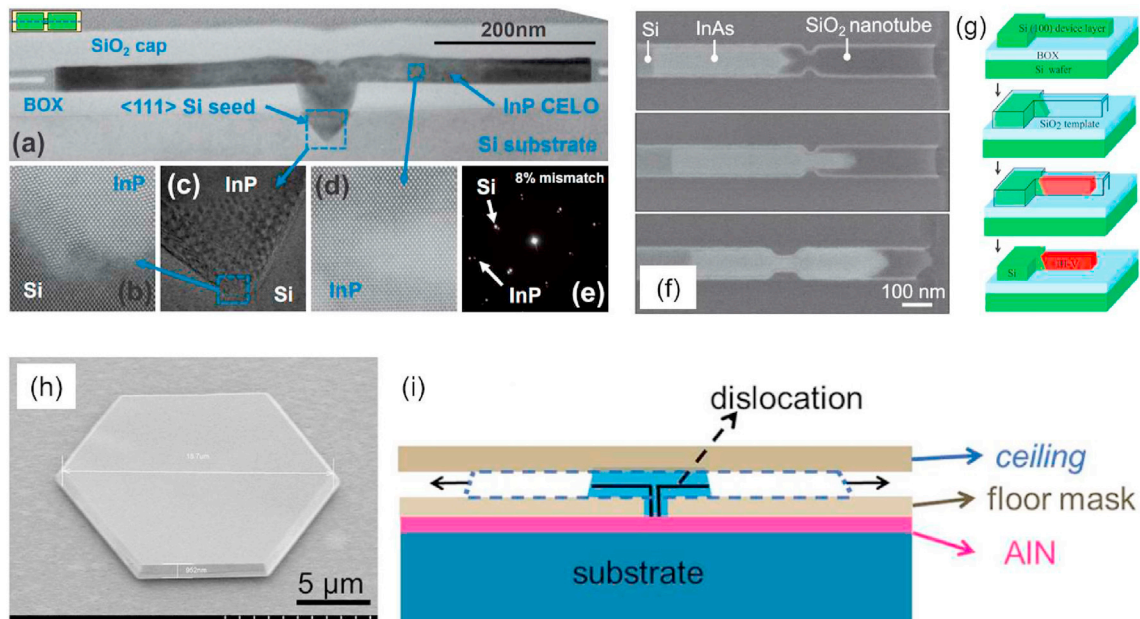 SiO₂ cap
200nm
BOX
<111> Si seed
InP CELO
(a)
Si substrate
InP
Si
(b)
(c)
InP
Si
(d)
InP
8% mismatch
Si
InP
(e)
Si
InAs
SiO₂ nanotube
(f)
100 nm
(g)
Si (100) device layer
BOX
Si wafer
SiO₂ template
Si
III-V
(h)
5 µm
(i)
dislocation
ceiling
floor mask
AlN
substrate